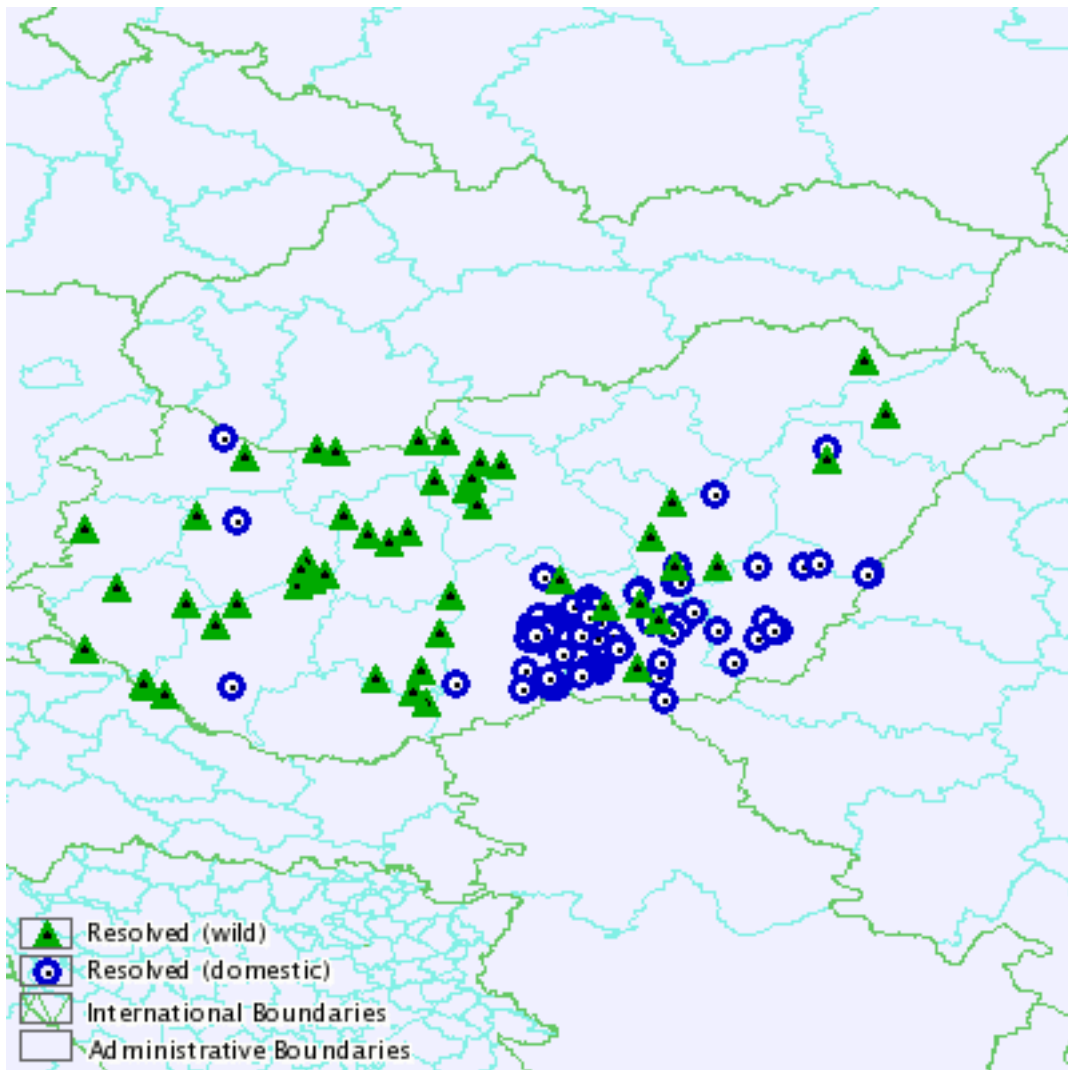 Resolved (wild)
Resolved (domestic)
International Boundaries
Administrative Boundaries